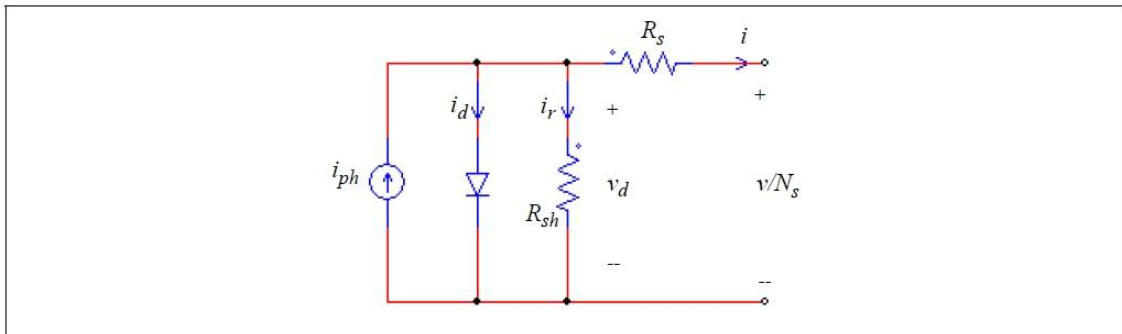 R_s
i
+
i_d
i_r
+
i_ph
v_d
v/N_s
R_sh
--
--